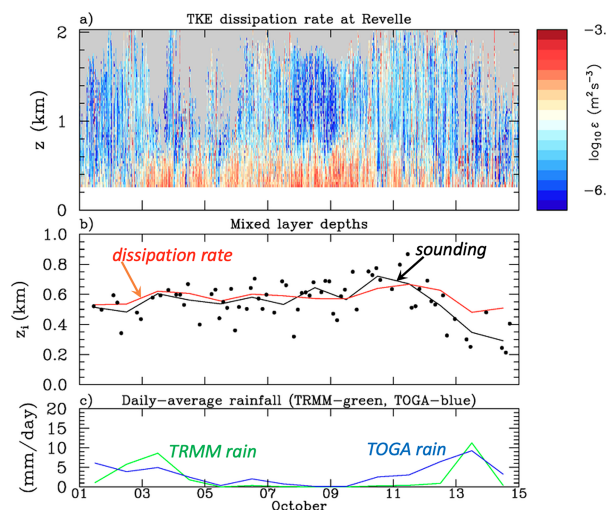 a) TKE dissipation rate at Revelle
z (km)
2
1
0
-3.
log10 ε (m²s⁻³)
-6.
b) Mixed layer depths
zi (km)
1.0
0.8
0.6
0.4
0.2
0.0
dissipation rate
sounding
c) Daily-average rainfall (TRMM-green, TOGA-blue)
(mm/day)
20
15
10
5
0
TRMM rain
TOGA rain
01 03 05 07 09 11 13 15
October